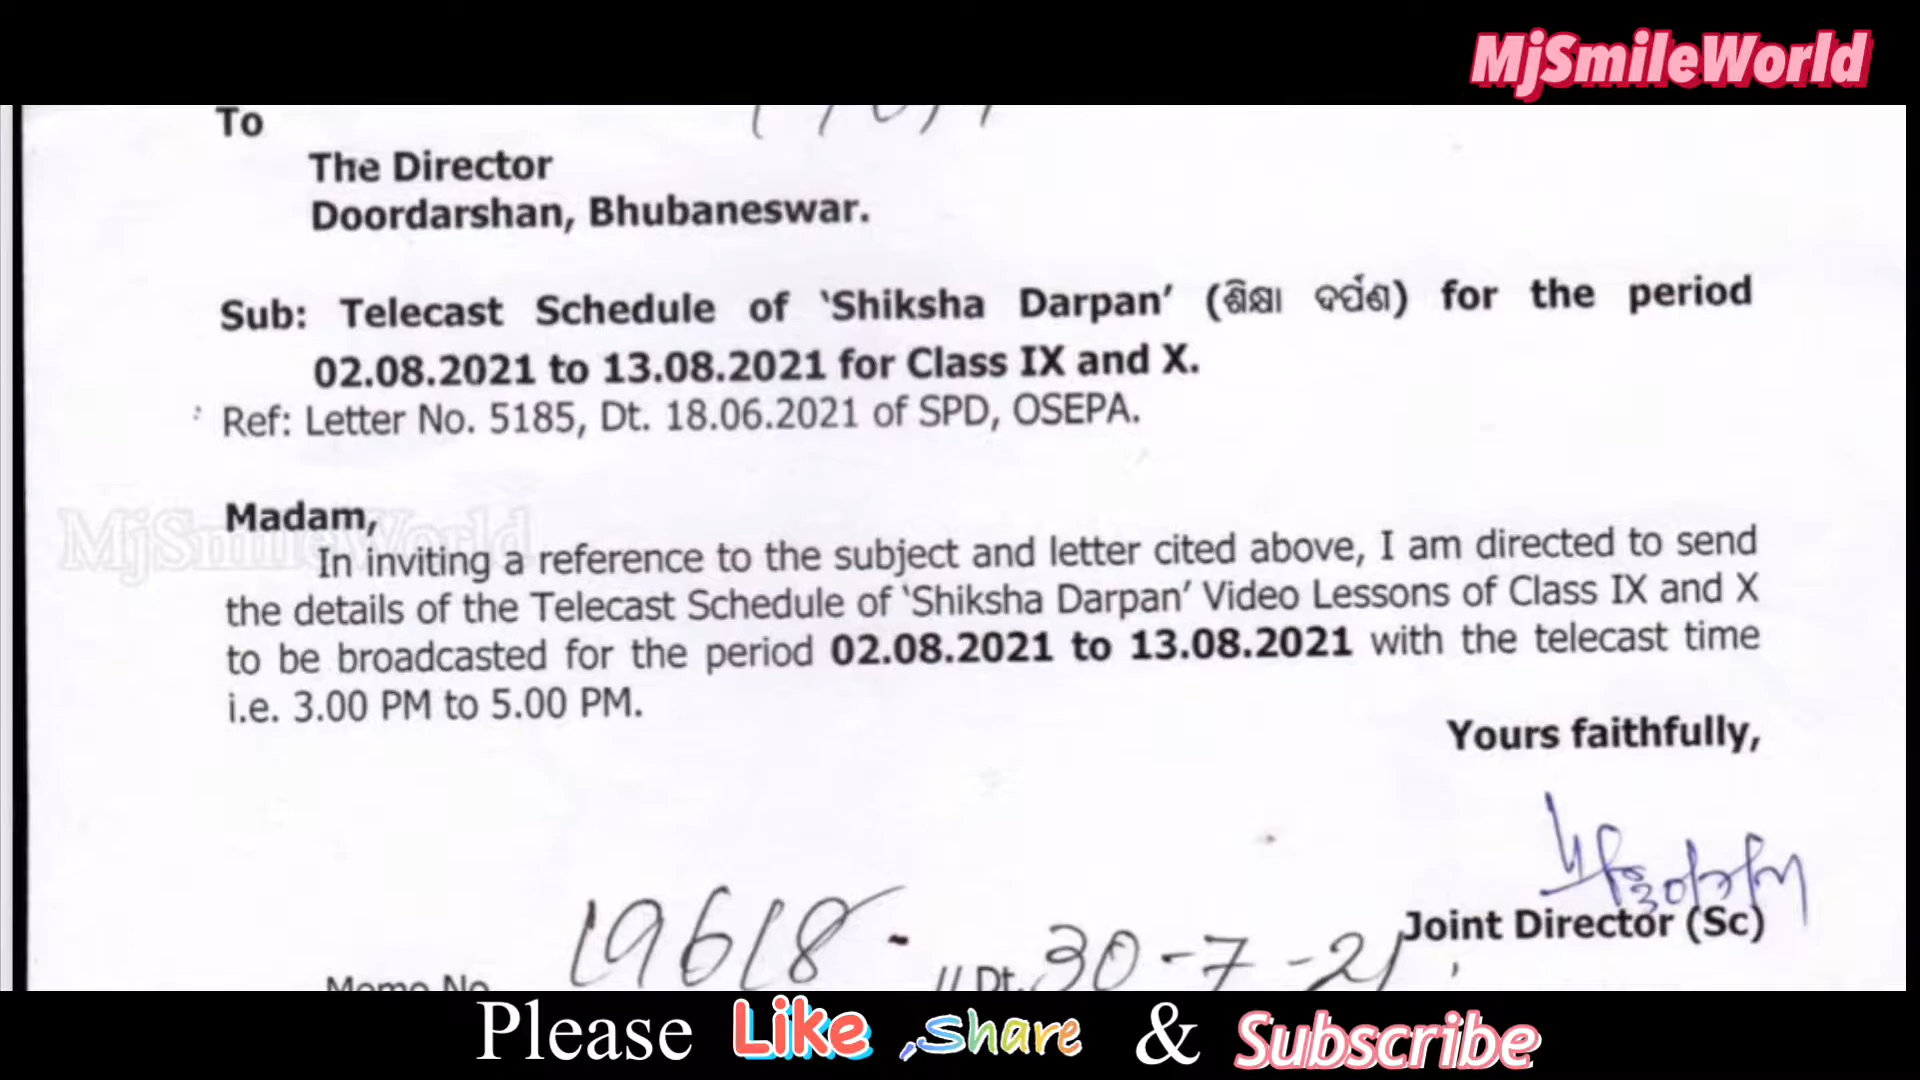 MjSmileWorld
To
The Director
Doordarshan, Bhubaneswar.
Sub: Telecast Schedule of ‘Shiksha Darpan’ (ଶିକ୍ଷା ଦର୍ପଣ) for the period
02.08.2021 to 13.08.2021 for Class IX and X.
Ref: Letter No. 5185, Dt. 18.06.2021 of SPD, OSEPA.
MjSmileWorld
Madam,
In inviting a reference to the subject and letter cited above, I am directed to send
the details of the Telecast Schedule of ‘Shiksha Darpan’ Video Lessons of Class IX and X
to be broadcasted for the period 02.08.2021 to 13.08.2021 with the telecast time
i.e. 3.00 PM to 5.00 PM.
Yours faithfully,
Joint Director (Sc)
Memo No 19618 - // Dt. 30-7-21
Please Like ,share & Subscribe